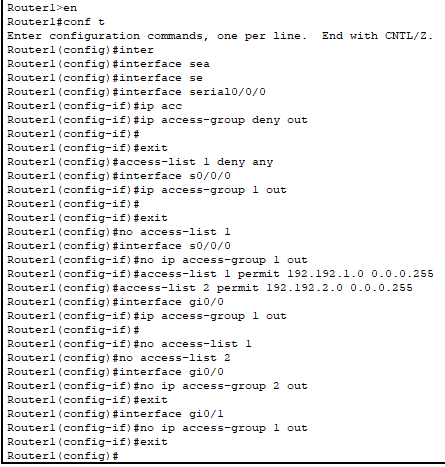 Router1>en
Router1#conf t
Enter configuration commands, one per line.  End with CNTL/Z.
Router1(config)#inter
Router1(config)#interface sea
Router1(config)#interface se
Router1(config)#interface serial0/0/0
Router1(config-if)#ip acc
Router1(config-if)#ip access-group deny out
Router1(config-if)#
Router1(config-if)#exit
Router1(config)#access-list 1 deny any
Router1(config)#interface s0/0/0
Router1(config-if)#ip access-group 1 out
Router1(config-if)#
Router1(config-if)#exit
Router1(config)#no access-list 1
Router1(config)#interface s0/0/0
Router1(config-if)#no ip access-group 1 out
Router1(config-if)#access-list 1 permit 192.192.1.0 0.0.0.255
Router1(config)#access-list 2 permit 192.192.2.0 0.0.0.255
Router1(config)#interface gi0/0
Router1(config-if)#ip access-group 1 out
Router1(config-if)#
Router1(config-if)#no access-list 1
Router1(config)#no access-list 2
Router1(config)#interface gi0/0
Router1(config-if)#no ip access-group 2 out
Router1(config-if)#exit
Router1(config)#interface gi0/1
Router1(config-if)#no ip access-group 1 out
Router1(config-if)#exit
Router1(config)#